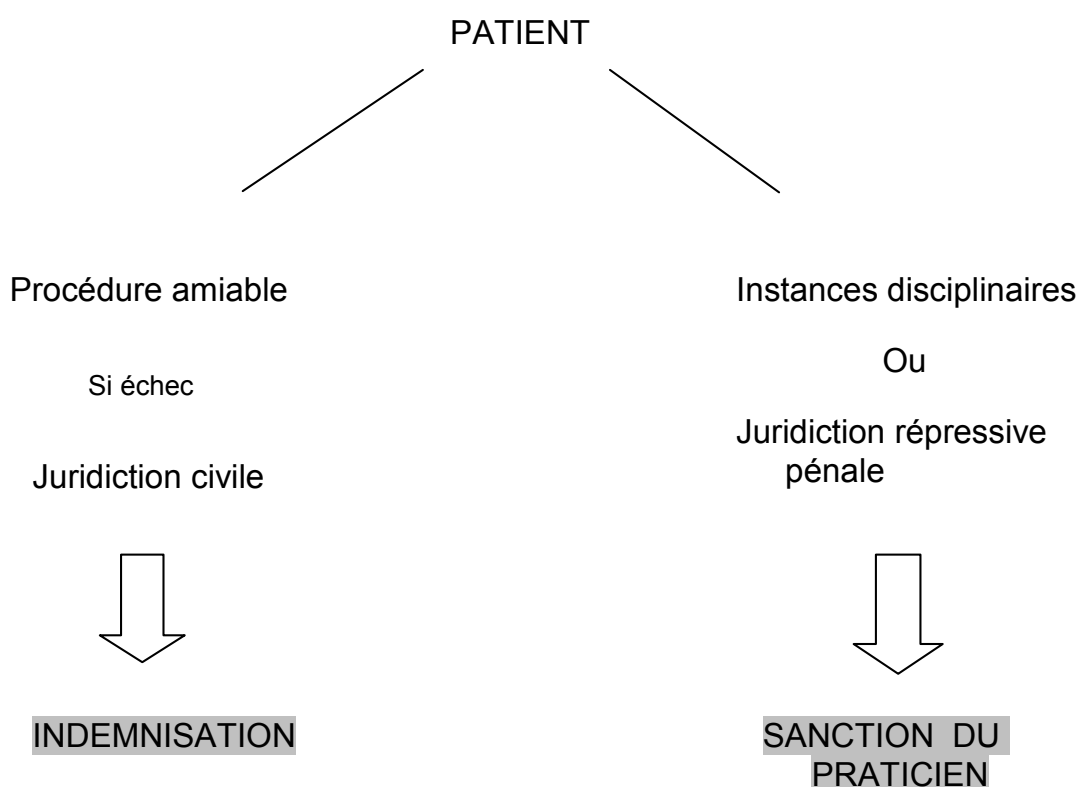 PATIENT
Procédure amiable
Si échec
Juridiction civile
INDEMNISATION
Instances disciplinaires
Ou
Juridiction répressive
pénale
SANCTION DU
PRATICIEN